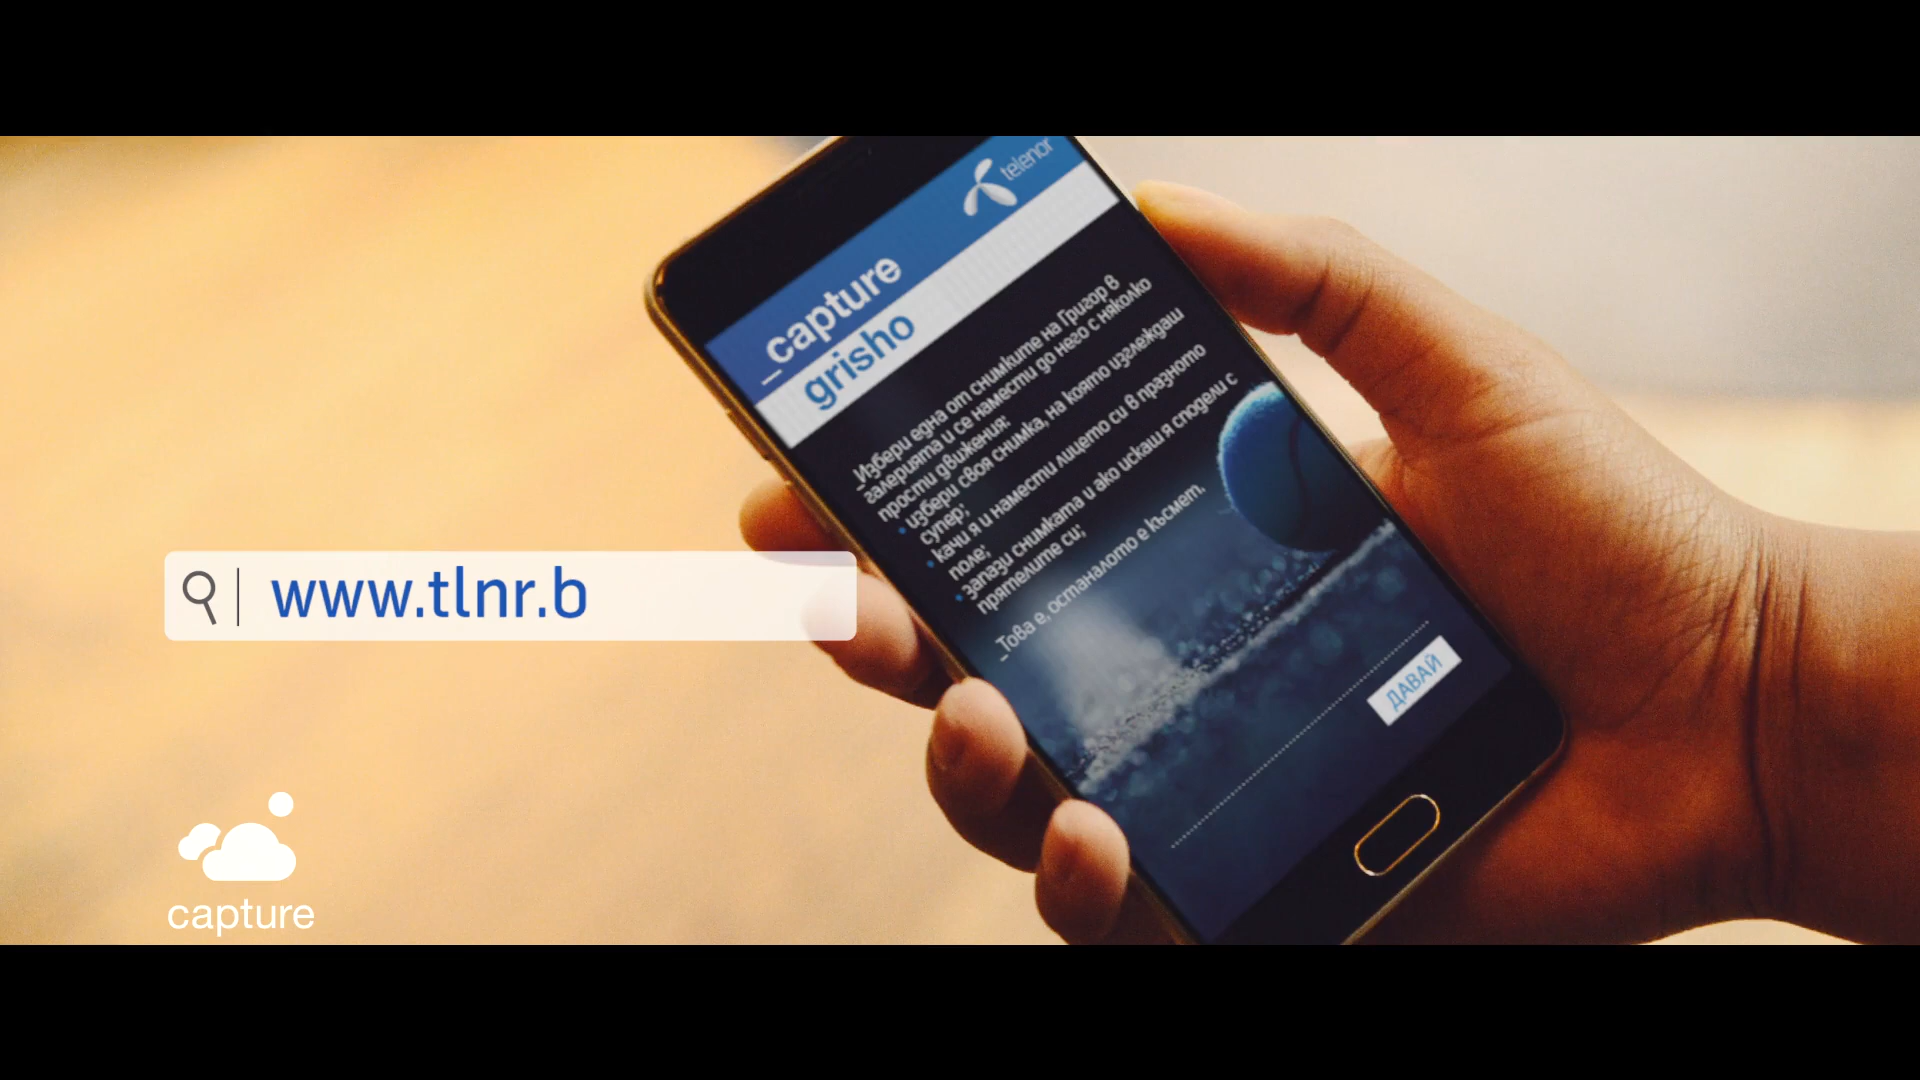 telenor
_capture
grisho
_Избери една от снимките на Григор в
галерията и се намести до него с няколко
прости движения:
• избери своя снимка, на която изглеждаш
супер;
• качи я и намести лицето си в празното
поле;
• запази снимката и ако искаш я сподели с
прятелите си;
_Това е, останалото е късмет.
ДАВАЙ
www.tlnr.b
capture